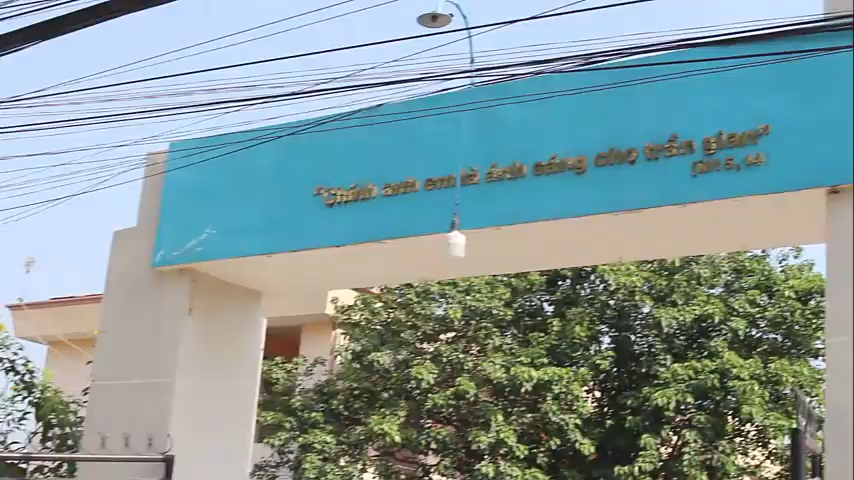 "Chính anh em là ánh sáng cho trần gian"
(Mt 5, 14)